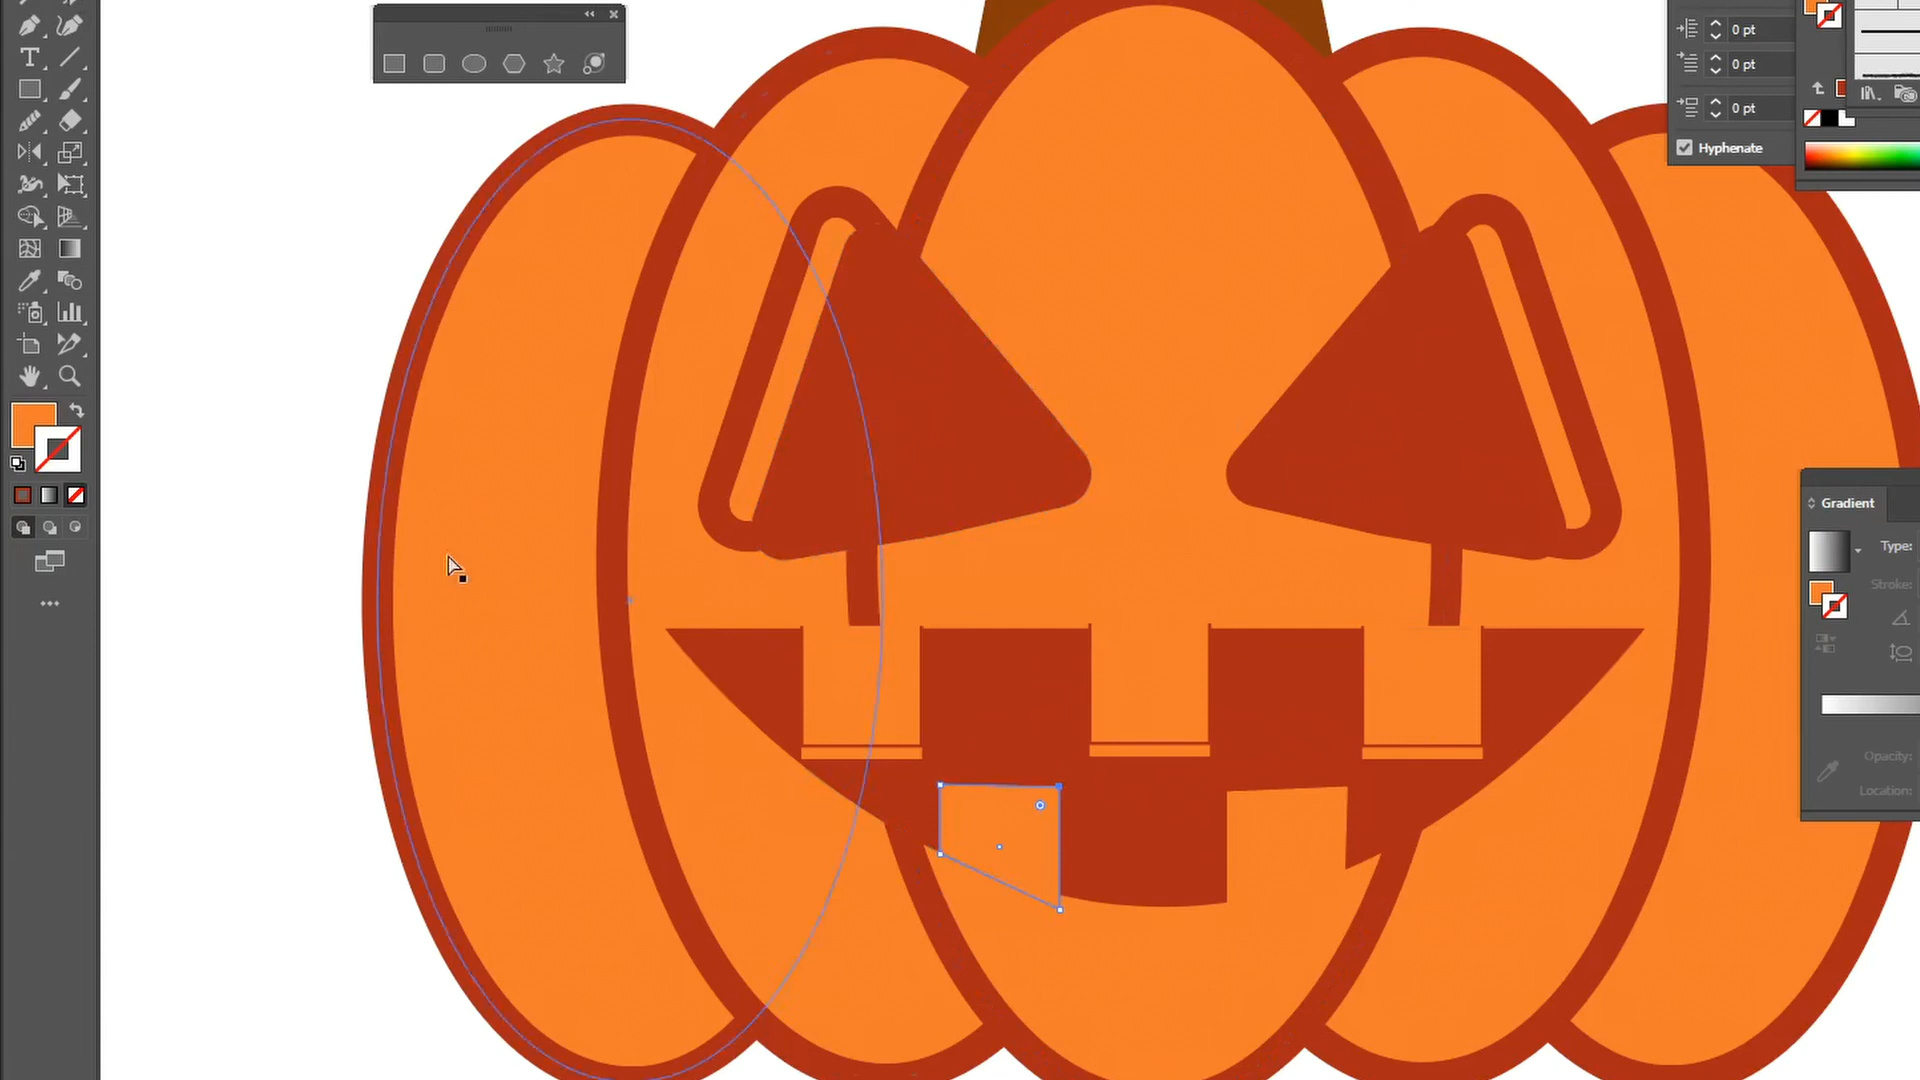 0 pt
0 pt
0 pt
Hyphenate
Gradient
Type:
Stroke:
Opacity:
Location: